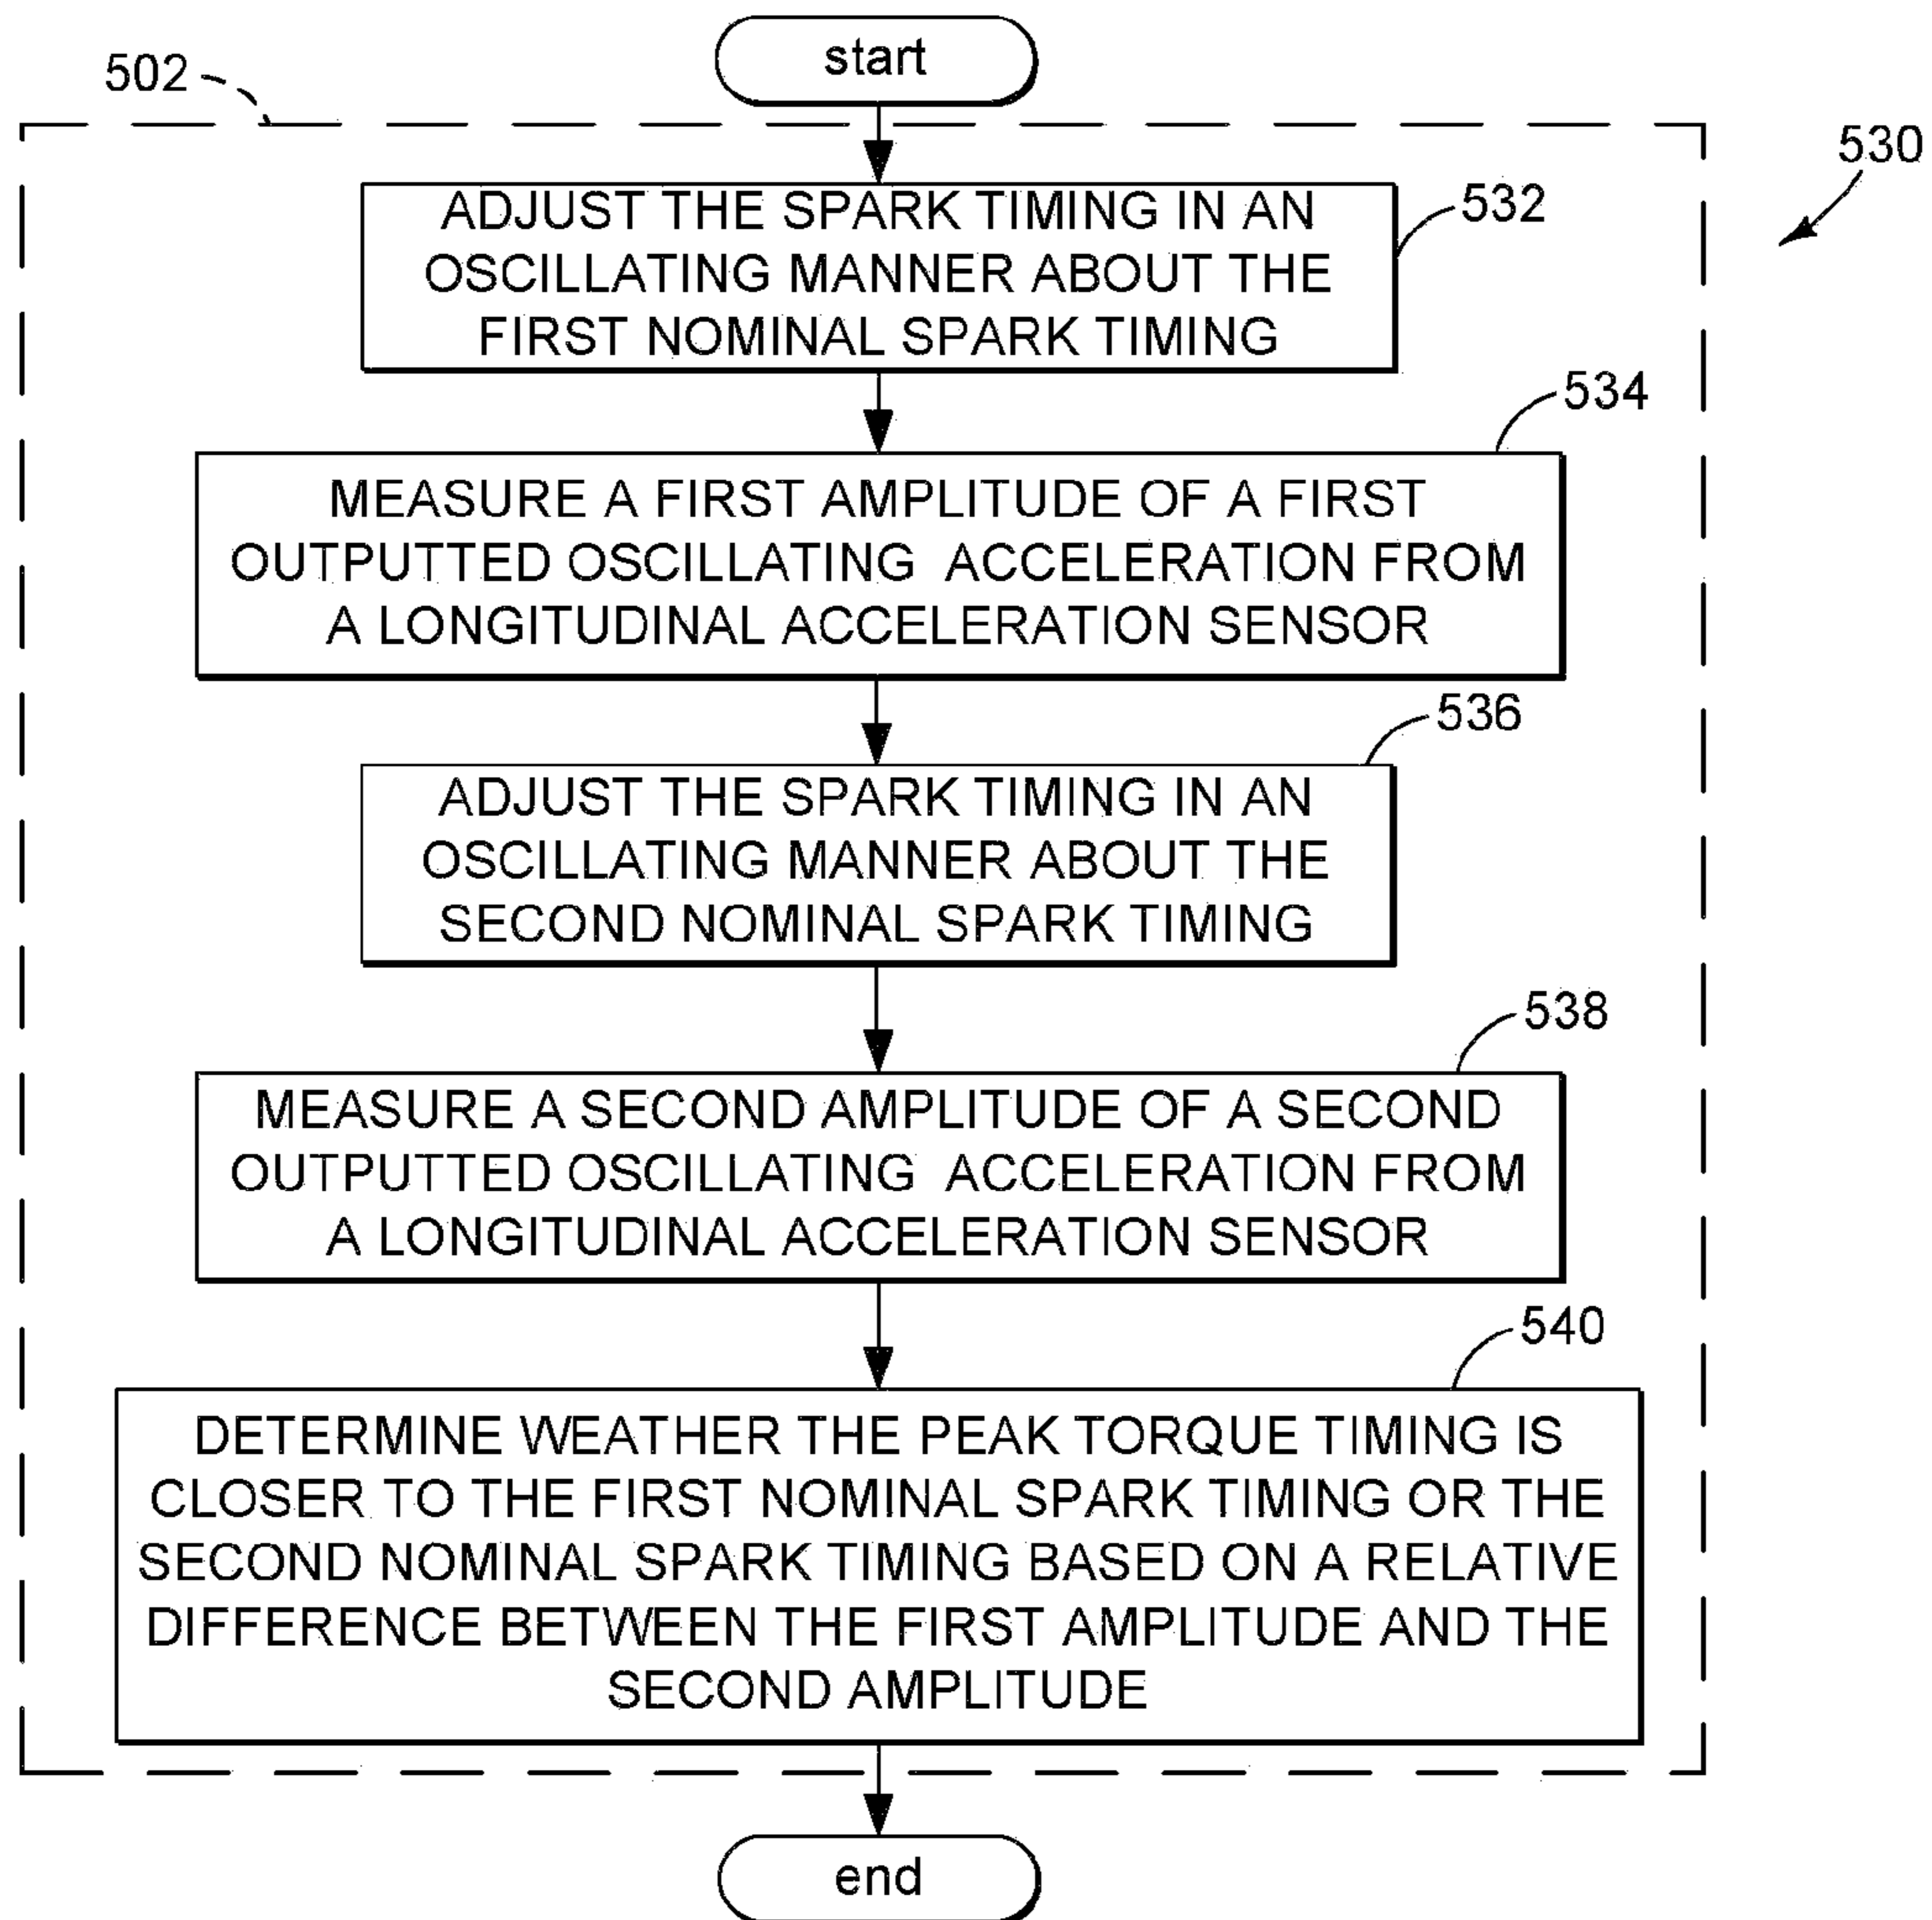 start
502
530
ADJUST THE SPARK TIMING IN AN
OSCILLATING MANNER ABOUT THE
FIRST NOMINAL SPARK TIMING
532
534
MEASURE A FIRST AMPLITUDE OF A FIRST
OUTPUTTED OSCILLATING ACCELERATION FROM
A LONGITUDINAL ACCELERATION SENSOR
536
ADJUST THE SPARK TIMING IN AN
OSCILLATING MANNER ABOUT THE
SECOND NOMINAL SPARK TIMING
538
MEASURE A SECOND AMPLITUDE OF A SECOND
OUTPUTTED OSCILLATING ACCELERATION FROM
A LONGITUDINAL ACCELERATION SENSOR
540
DETERMINE WEATHER THE PEAK TORQUE TIMING IS
CLOSER TO THE FIRST NOMINAL SPARK TIMING OR THE
SECOND NOMINAL SPARK TIMING BASED ON A RELATIVE
DIFFERENCE BETWEEN THE FIRST AMPLITUDE AND THE
SECOND AMPLITUDE
end